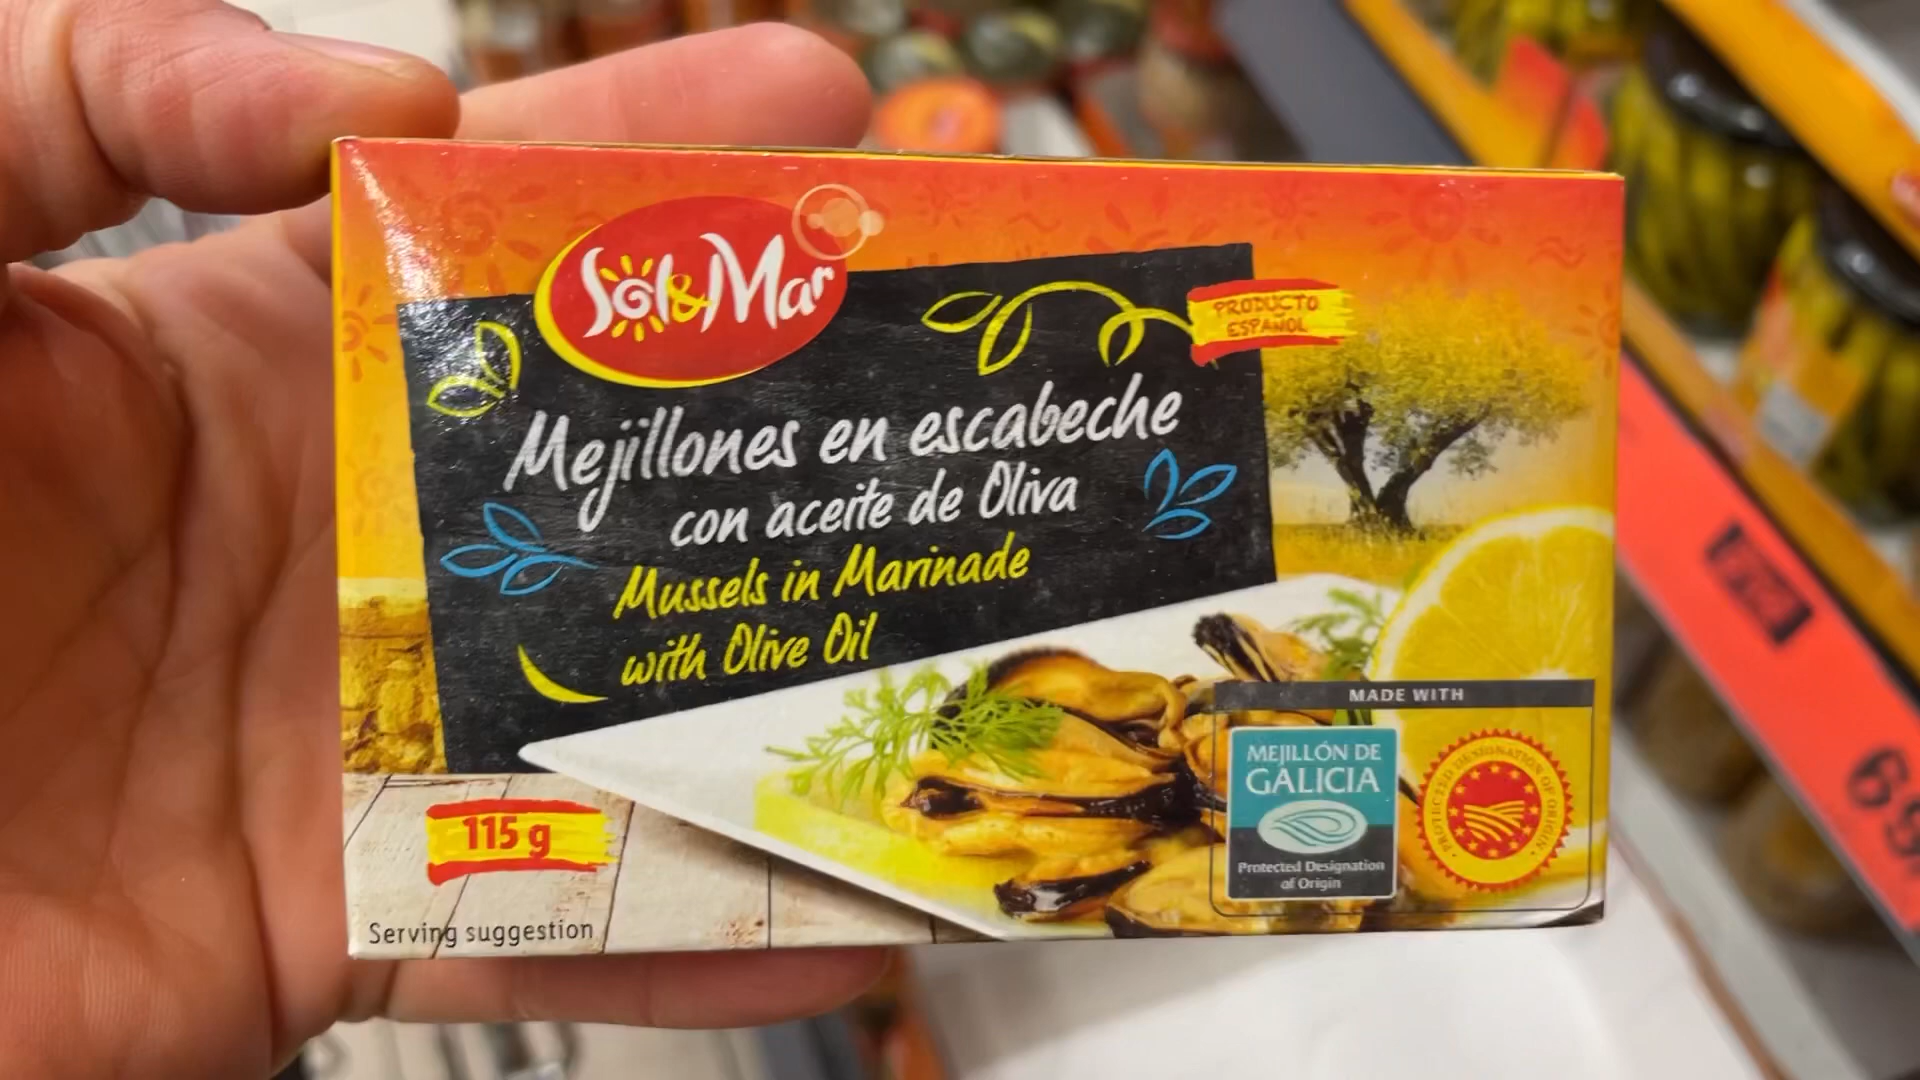 Sol&Mar
PRODUCTO
ESPAÑOL
Mejillones en escabeche
con aceite de Oliva
Mussels in Marinade
with Olive Oil
MADE WITH
MEJILLÓN DE
GALICIA
Protected Designation
of Origin
PROTECTED DESIGNATION OF ORIGIN
115 g
Serving suggestion